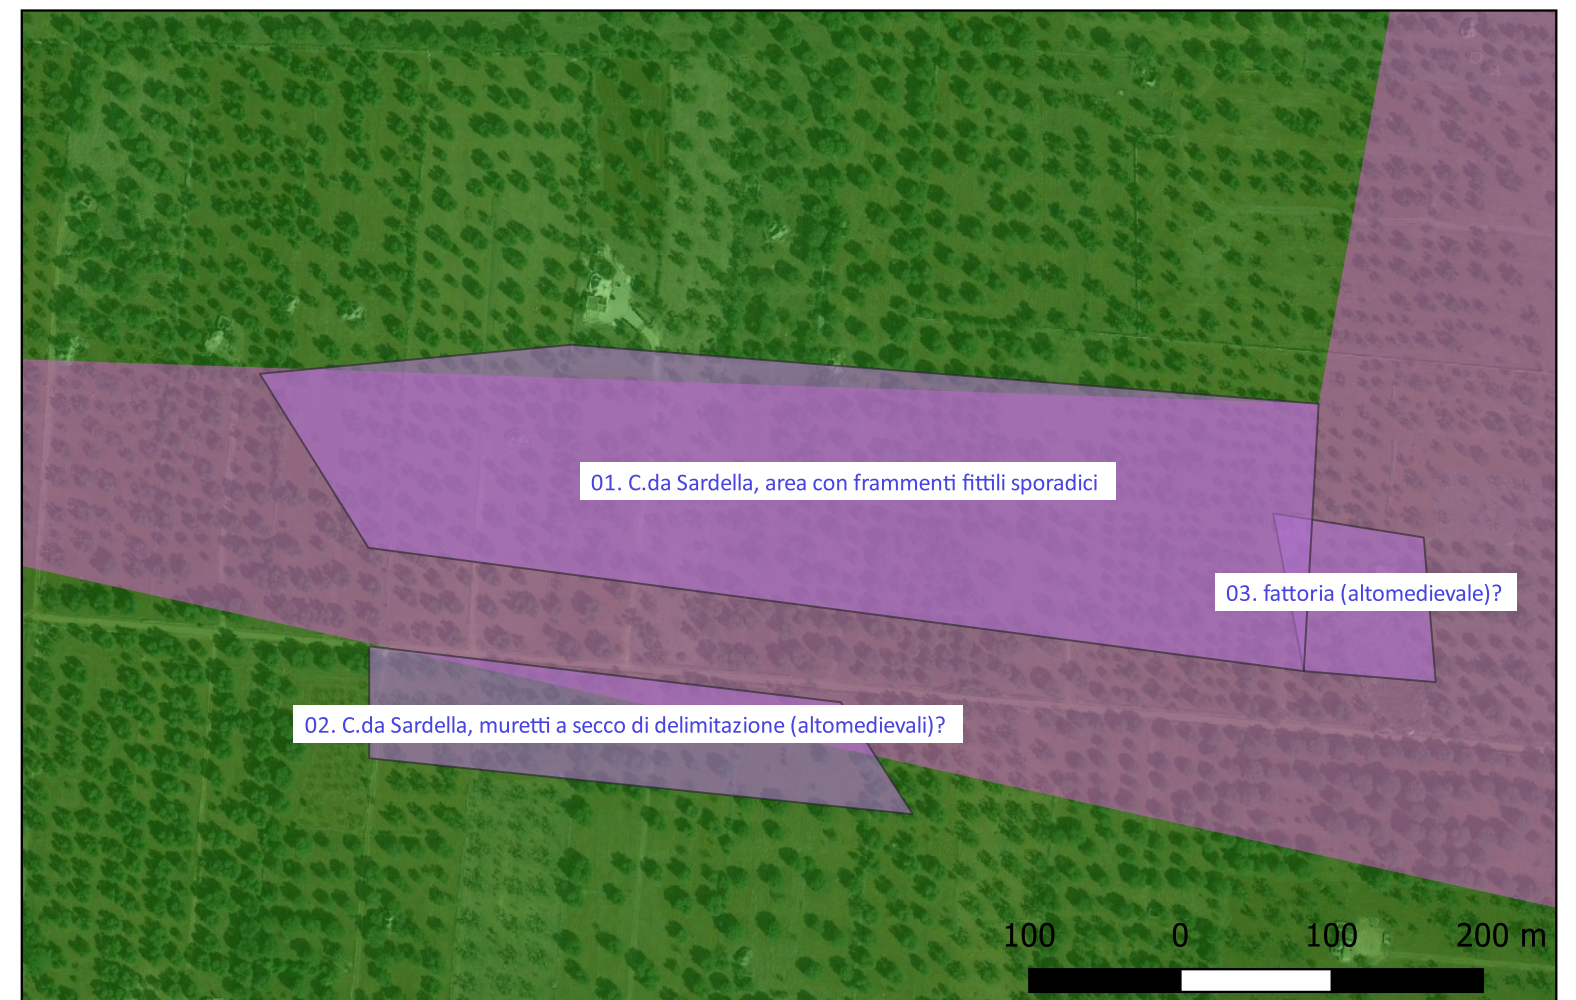 01. C.da Sardella, area con frammenti fittili sporadici
03. fattoria (altomedievale)?
02. C.da Sardella, muretti a secco di delimitazione (altomedievali)?
100 0 100 200 m